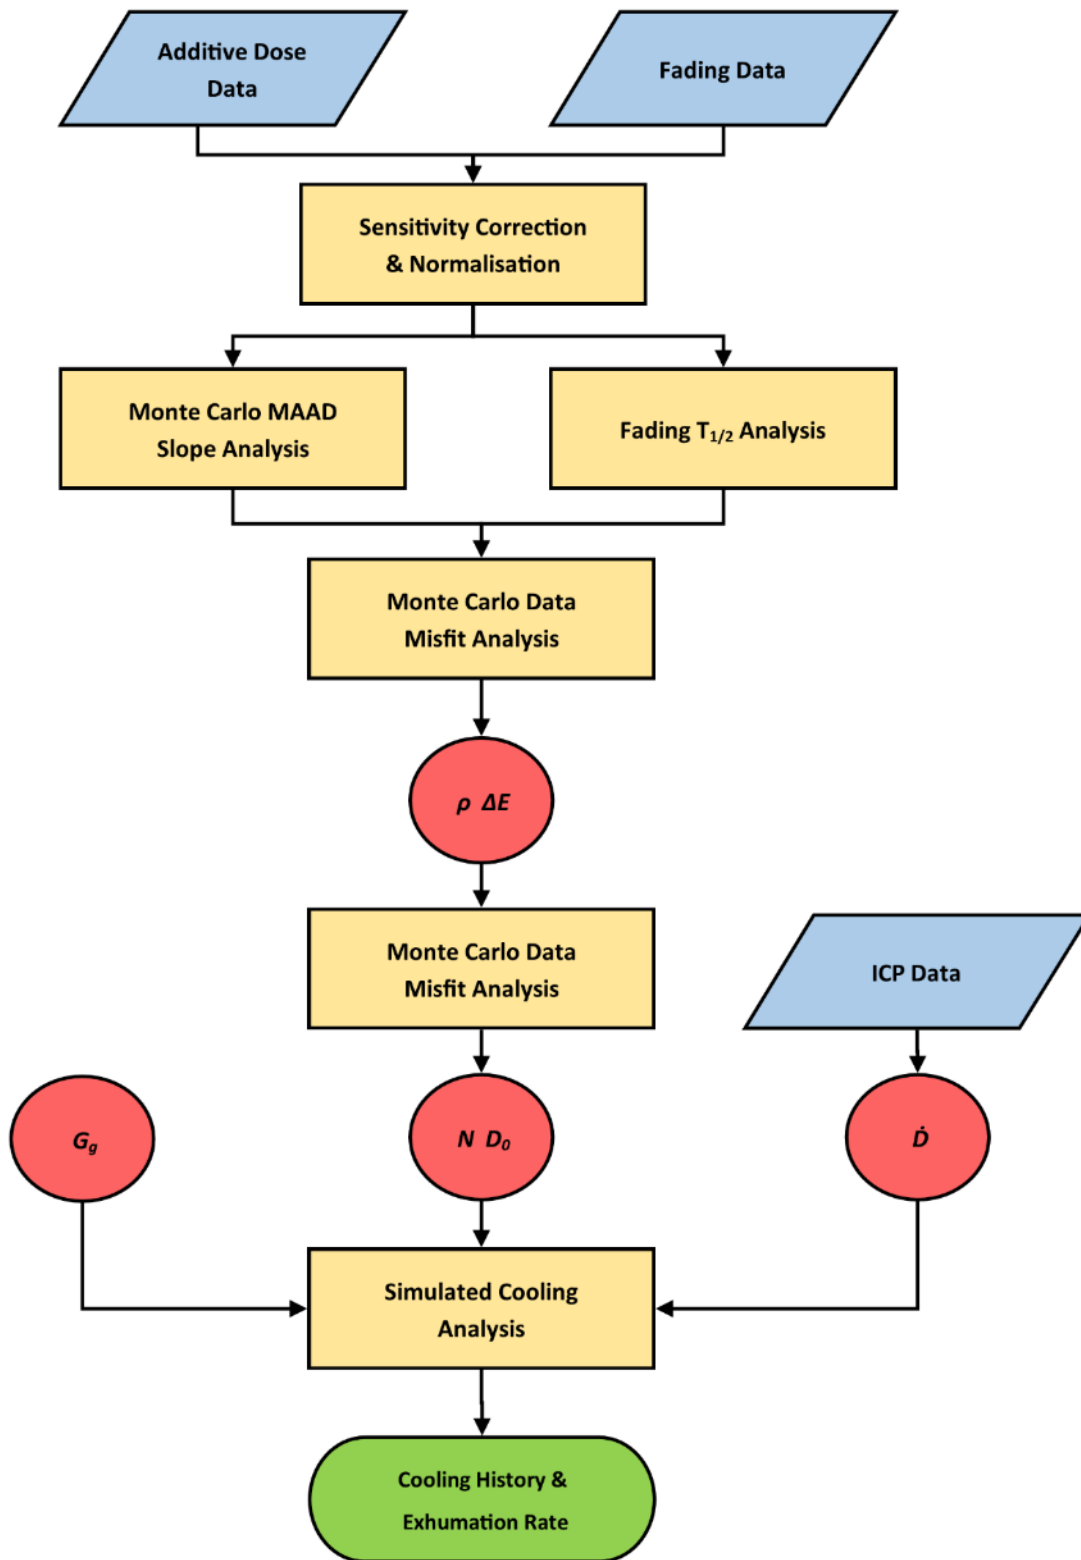 Additive Dose
Data
Fading Data
Sensitivity Correction
& Normalisation
Monte Carlo MAAD
Slope Analysis
Fading T1/2 Analysis
Monte Carlo Data
Misfit Analysis
ρ ΔE
Monte Carlo Data
Misfit Analysis
ICP Data
Gg
N D0
Ḋ
Simulated Cooling
Analysis
Cooling History &
Exhumation Rate